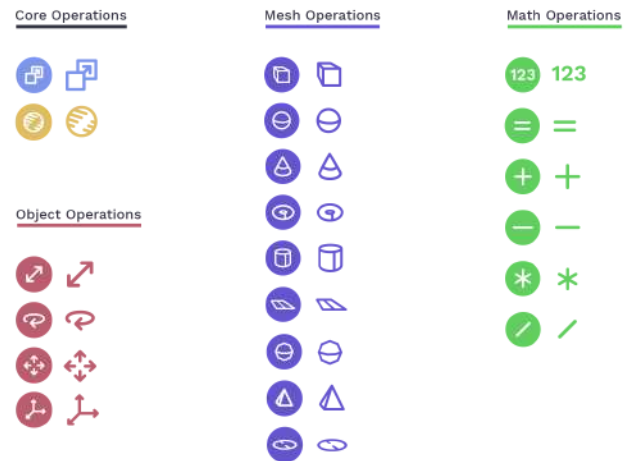 Core Operations
Object Operations
Mesh Operations
Math Operations
123 123
= =
+ +
− −
* *
/ /